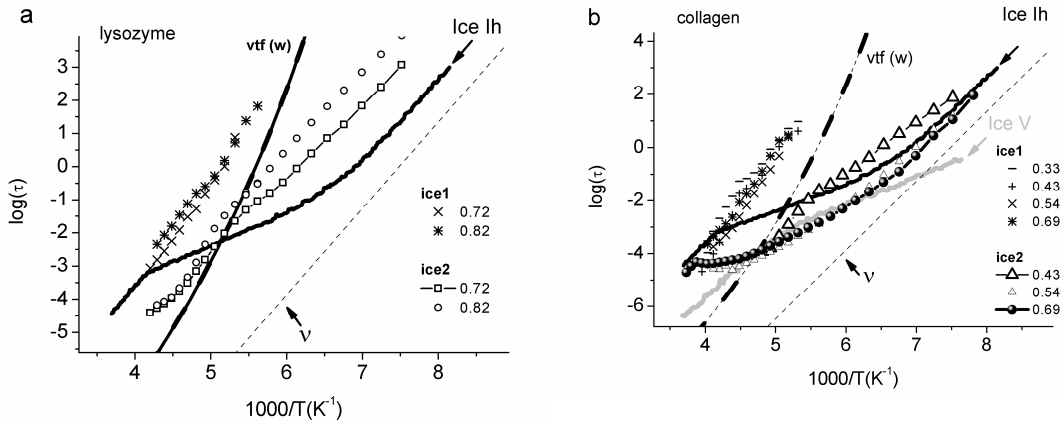 a
lysozyme
vtf (w)
Ice Ih
log(τ)
3
2
1
0
-1
-2
-3
-4
-5
ice1
0.72
0.82
ice2
0.72
0.82
ν
4 5 6 7 8
1000/T(K⁻¹)
b
collagen
vtf (w)
Ice Ih
Ice V
log(τ)
4
2
0
-2
-4
-6
ice1
0.33
0.43
0.54
0.69
ice2
0.43
0.54
0.69
ν
4 5 6 7 8
1000/T(K⁻¹)